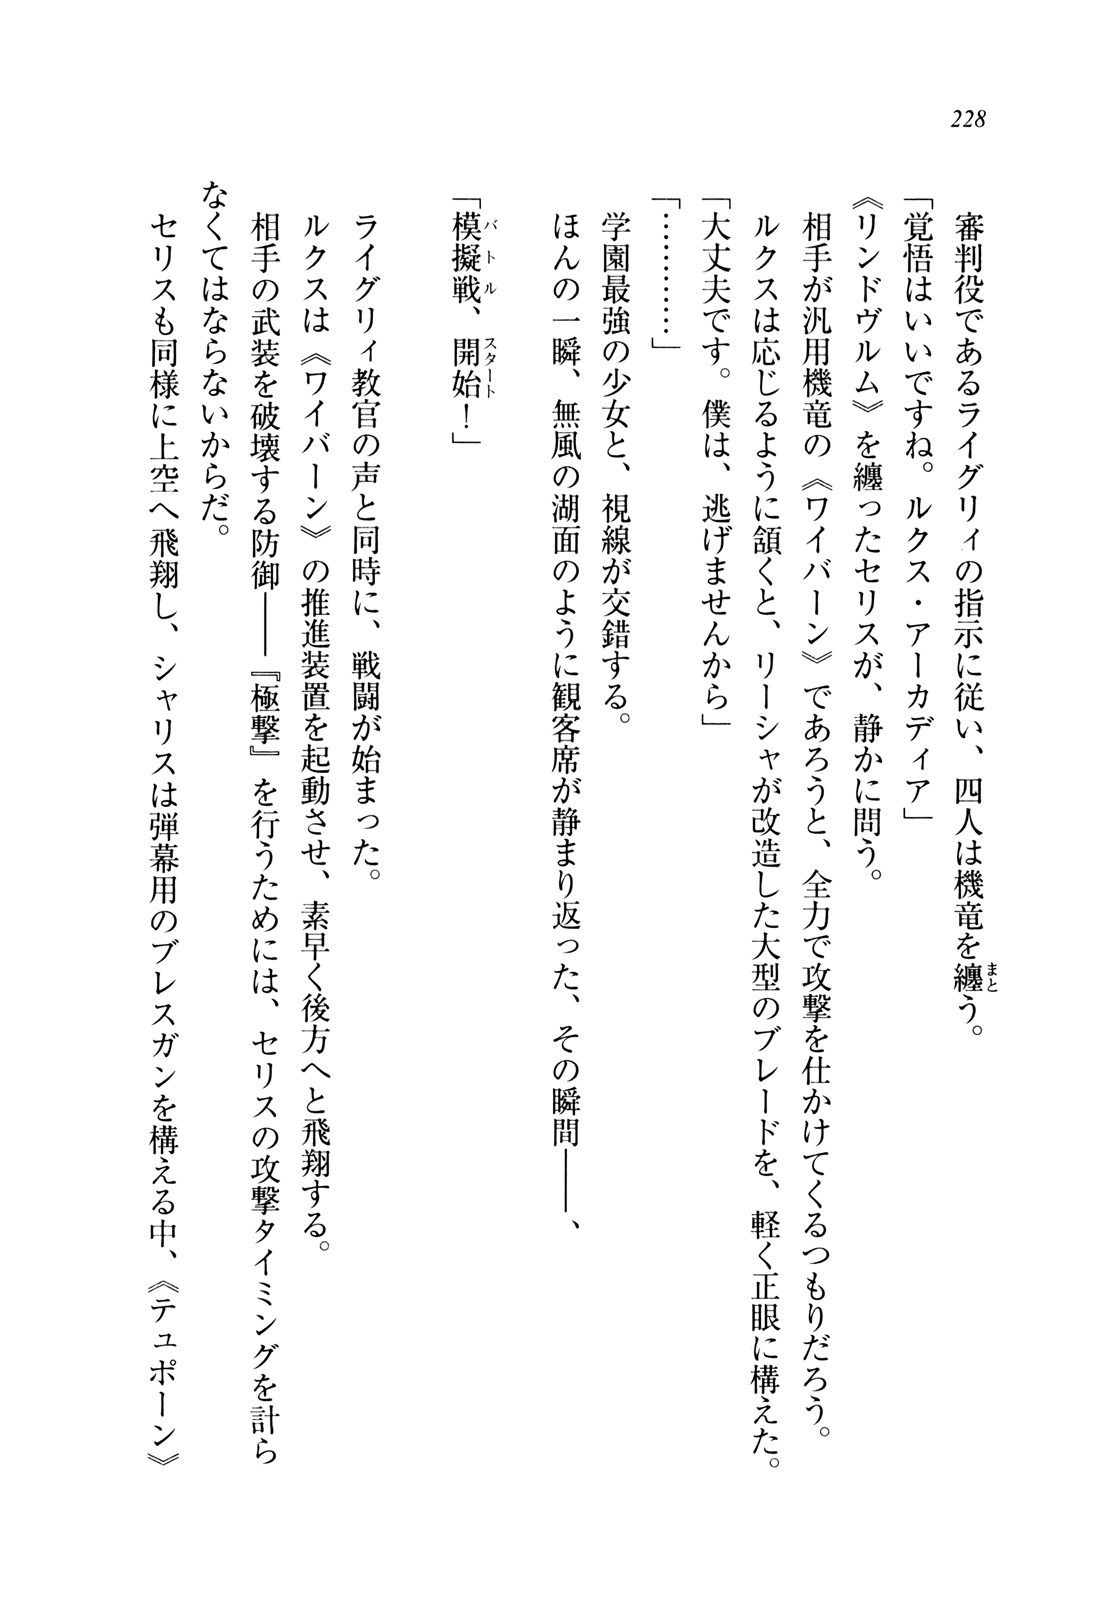 228
審判役であるライグリィの指示に従い、四人は機竜を纏う。
まと
「覚悟はいいですね。ルクス・アーカディア」
《リンドヴルム》を纏ったセリスが、静かに問う。
相手が汎用機竜の《ワイバーン》であろうと、全力で攻撃を仕かけてくるつもりだろう。
ルクスは応じるように頷くと、リーシャが改造した大型のブレードを、軽く正眼に構えた。
「大丈夫です。僕は、逃げませんから」
「…………」
学園最強の少女と、視線が交錯する。
ほんの一瞬、無風の湖面のように観客席が静まり返った、その瞬間――、
「模擬戦、開始！」
バトル スタート
ライグリィ教官の声と同時に、戦闘が始まった。
ルクスは《ワイバーン》の推進装置を起動させ、素早く後方へと飛翔する。
相手の武装を破壊する防御――『極撃』を行うためには、セリスの攻撃タイミングを計ら
なくてはならないからだ。
セリスも同様に上空へ飛翔し、シャリスは弾幕用のブレスガンを構える中、《テュポーン》